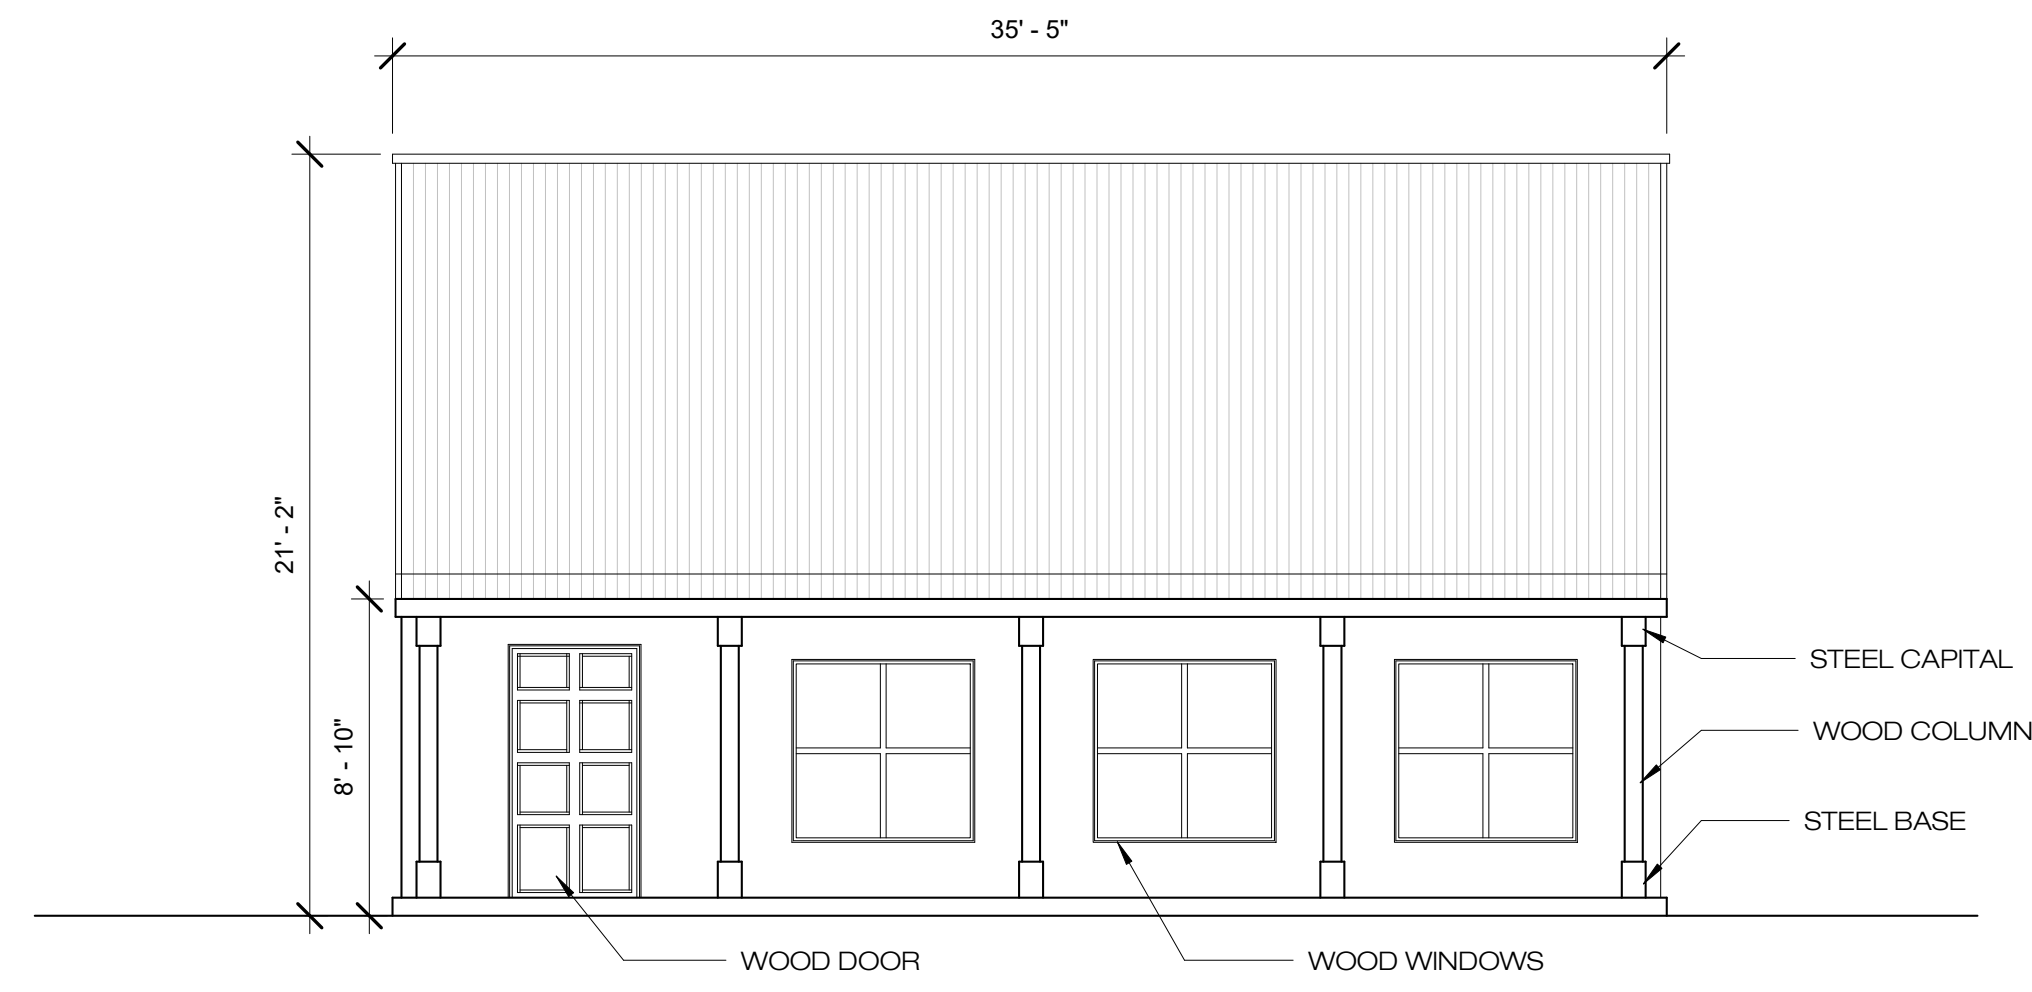 35' - 5"
21' - 2"
8' - 10"
STEEL CAPITAL
WOOD COLUMN
STEEL BASE
WOOD DOOR
WOOD WINDOWS